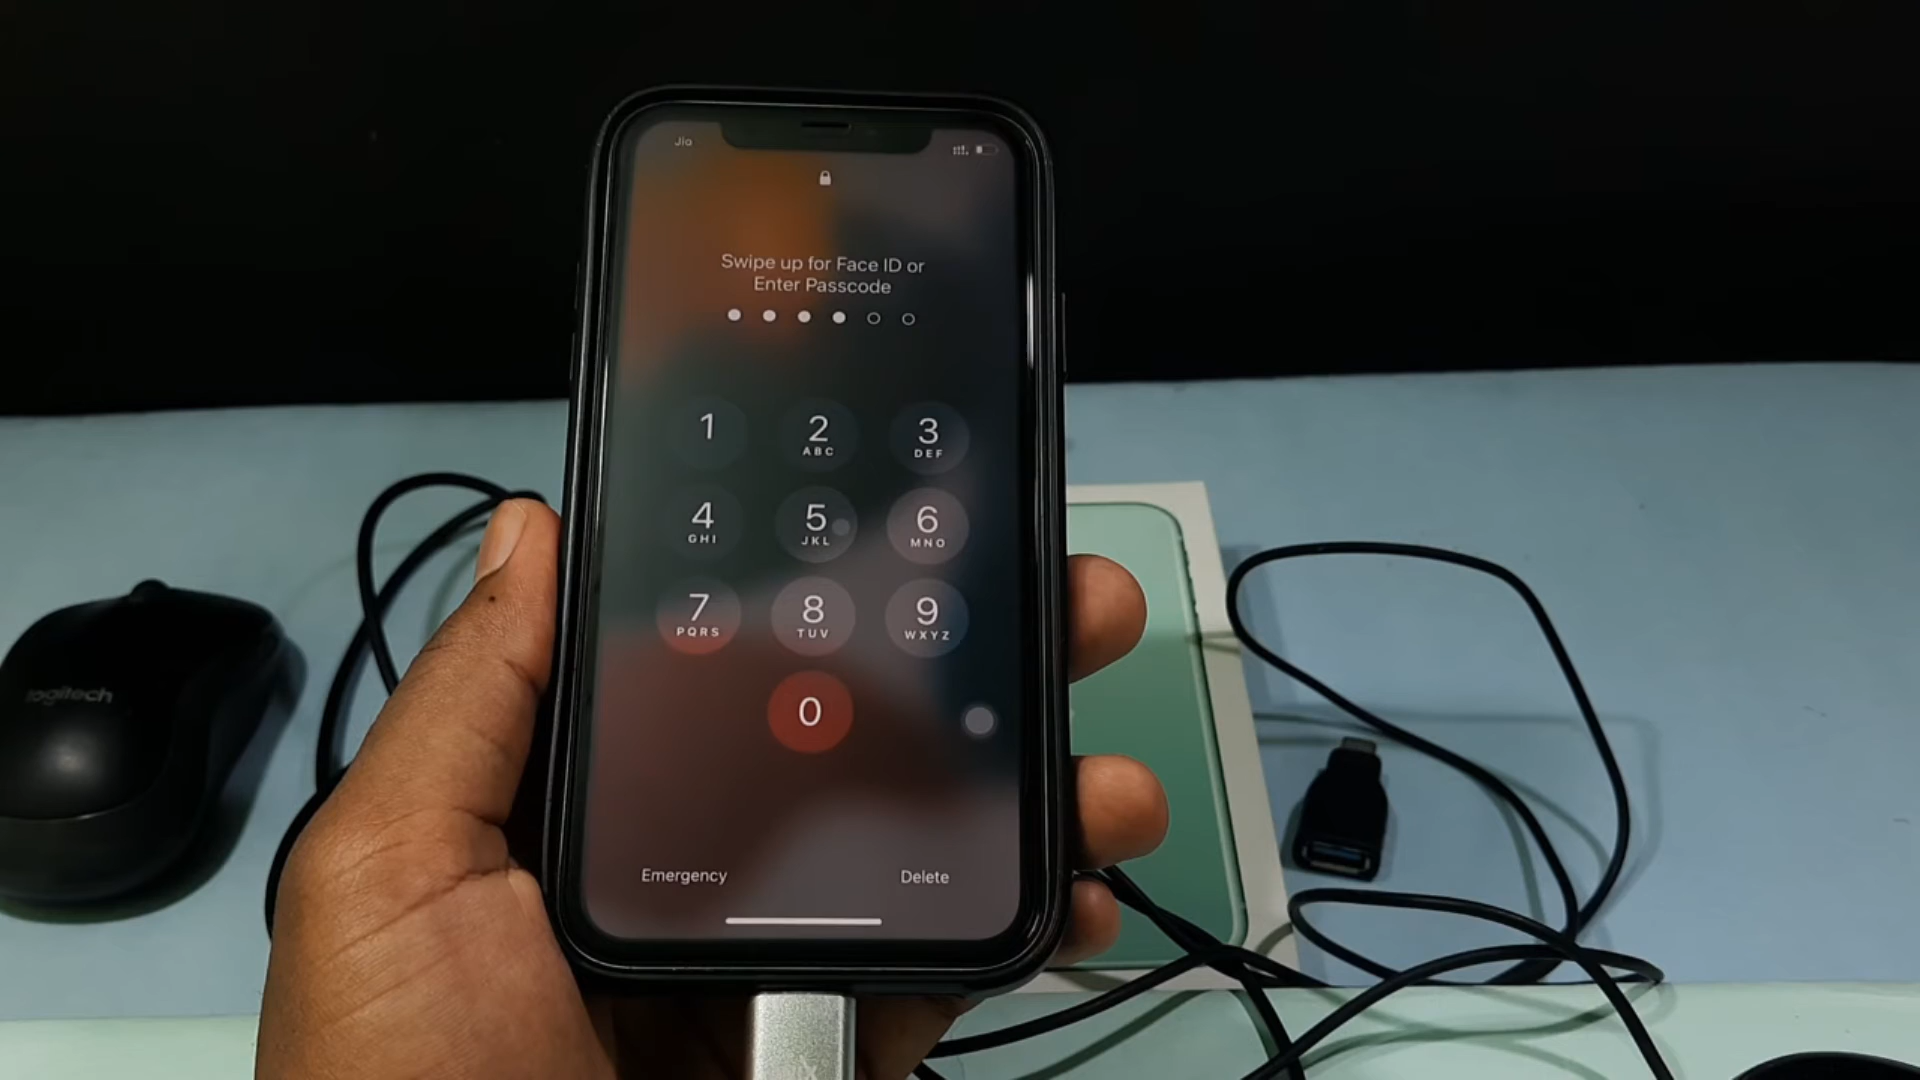 Jio
Swipe up for Face ID or
Enter Passcode
1
2
ABC
3
DEF
4
GHI
5
JKL
6
MNO
7
PQRS
8
TUV
9
WXYZ
0
Emergency
Delete
logitech